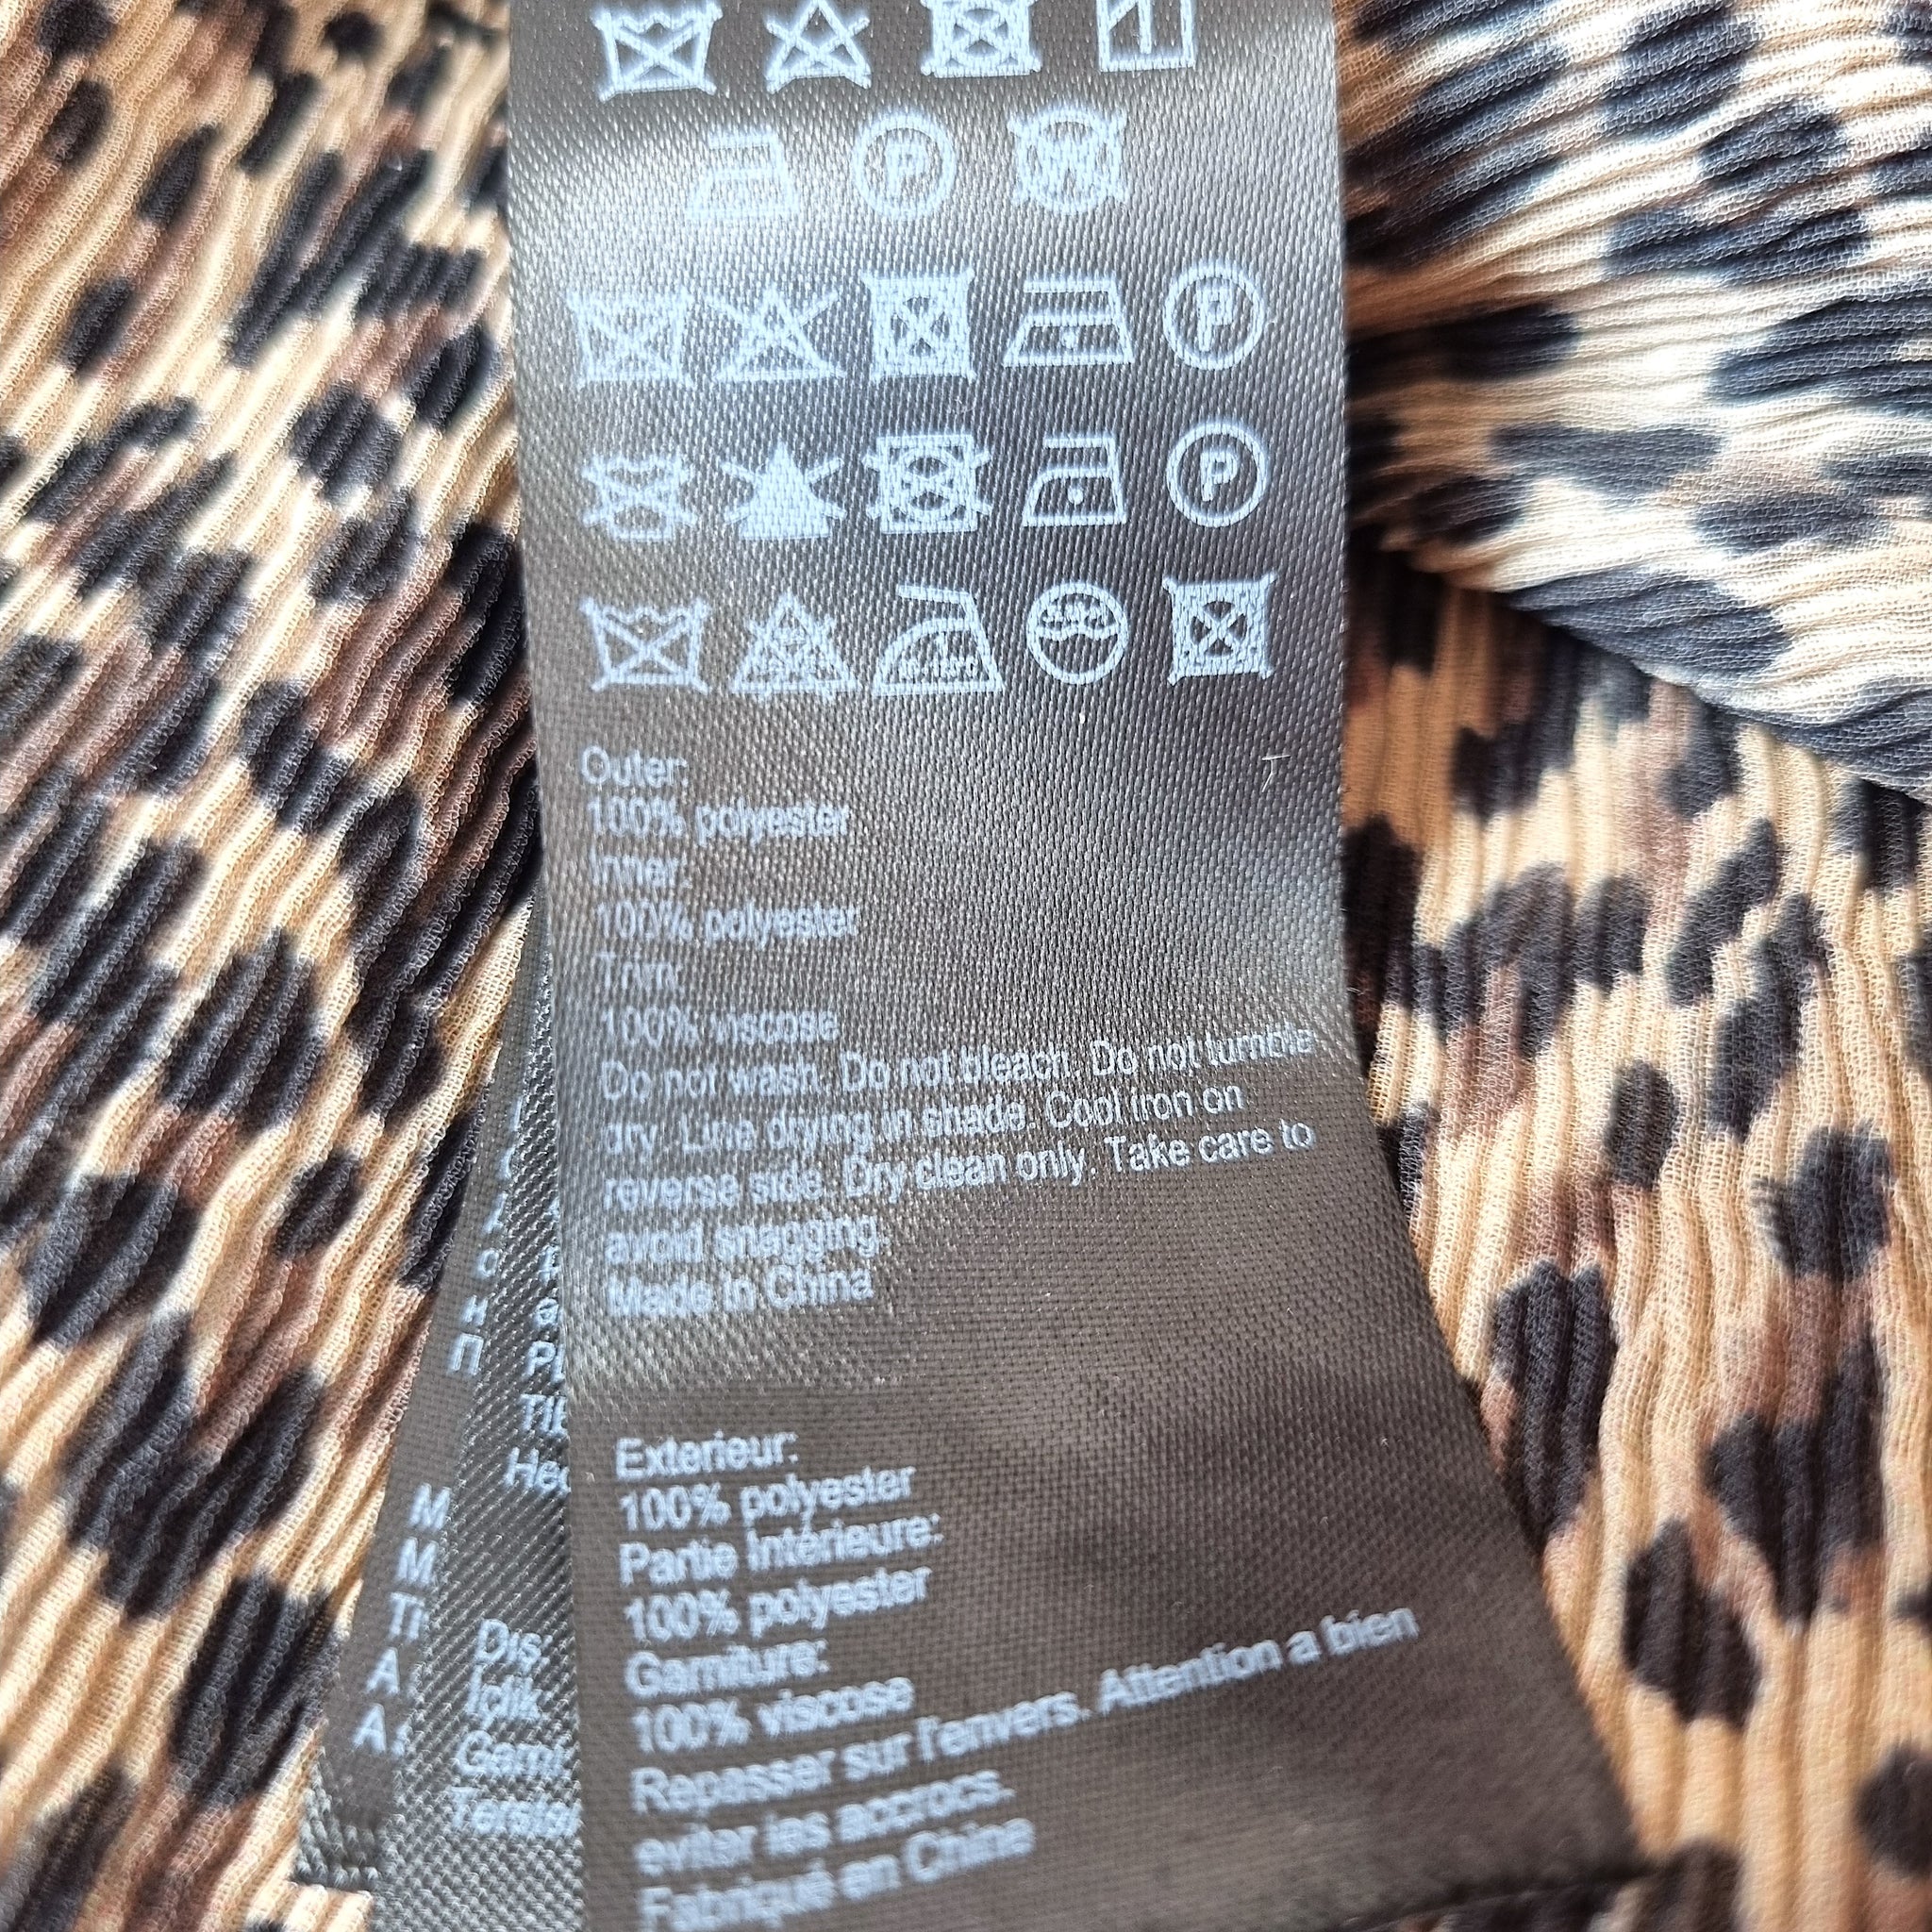 Outer:
100% polyester
Inner:
100% polyester
Trim:
100% viscose
Do not wash. Do not bleach. Do not tumble
dry. Line drying in shade. Cool iron on
reverse side. Dry clean only. Take care to
avoid snagging.
Made in China
Exterieur:
100% polyester
Partie Intérieure:
100% polyester
Garniture:
100% viscose
Repasser sur l'envers. Attention a bien
eviter les accrocs.
Fabriqué en Chine